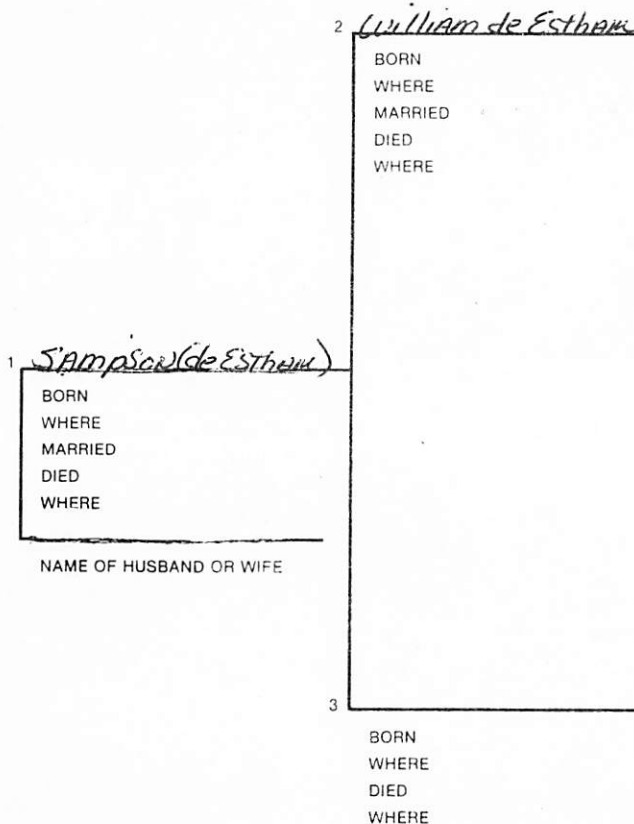 2 William de Estham
BORN
WHERE
MARRIED
DIED
WHERE
1 SAmpson (de Estham)
BORN
WHERE
MARRIED
DIED
WHERE
NAME OF HUSBAND OR WIFE
3
BORN
WHERE
DIED
WHERE